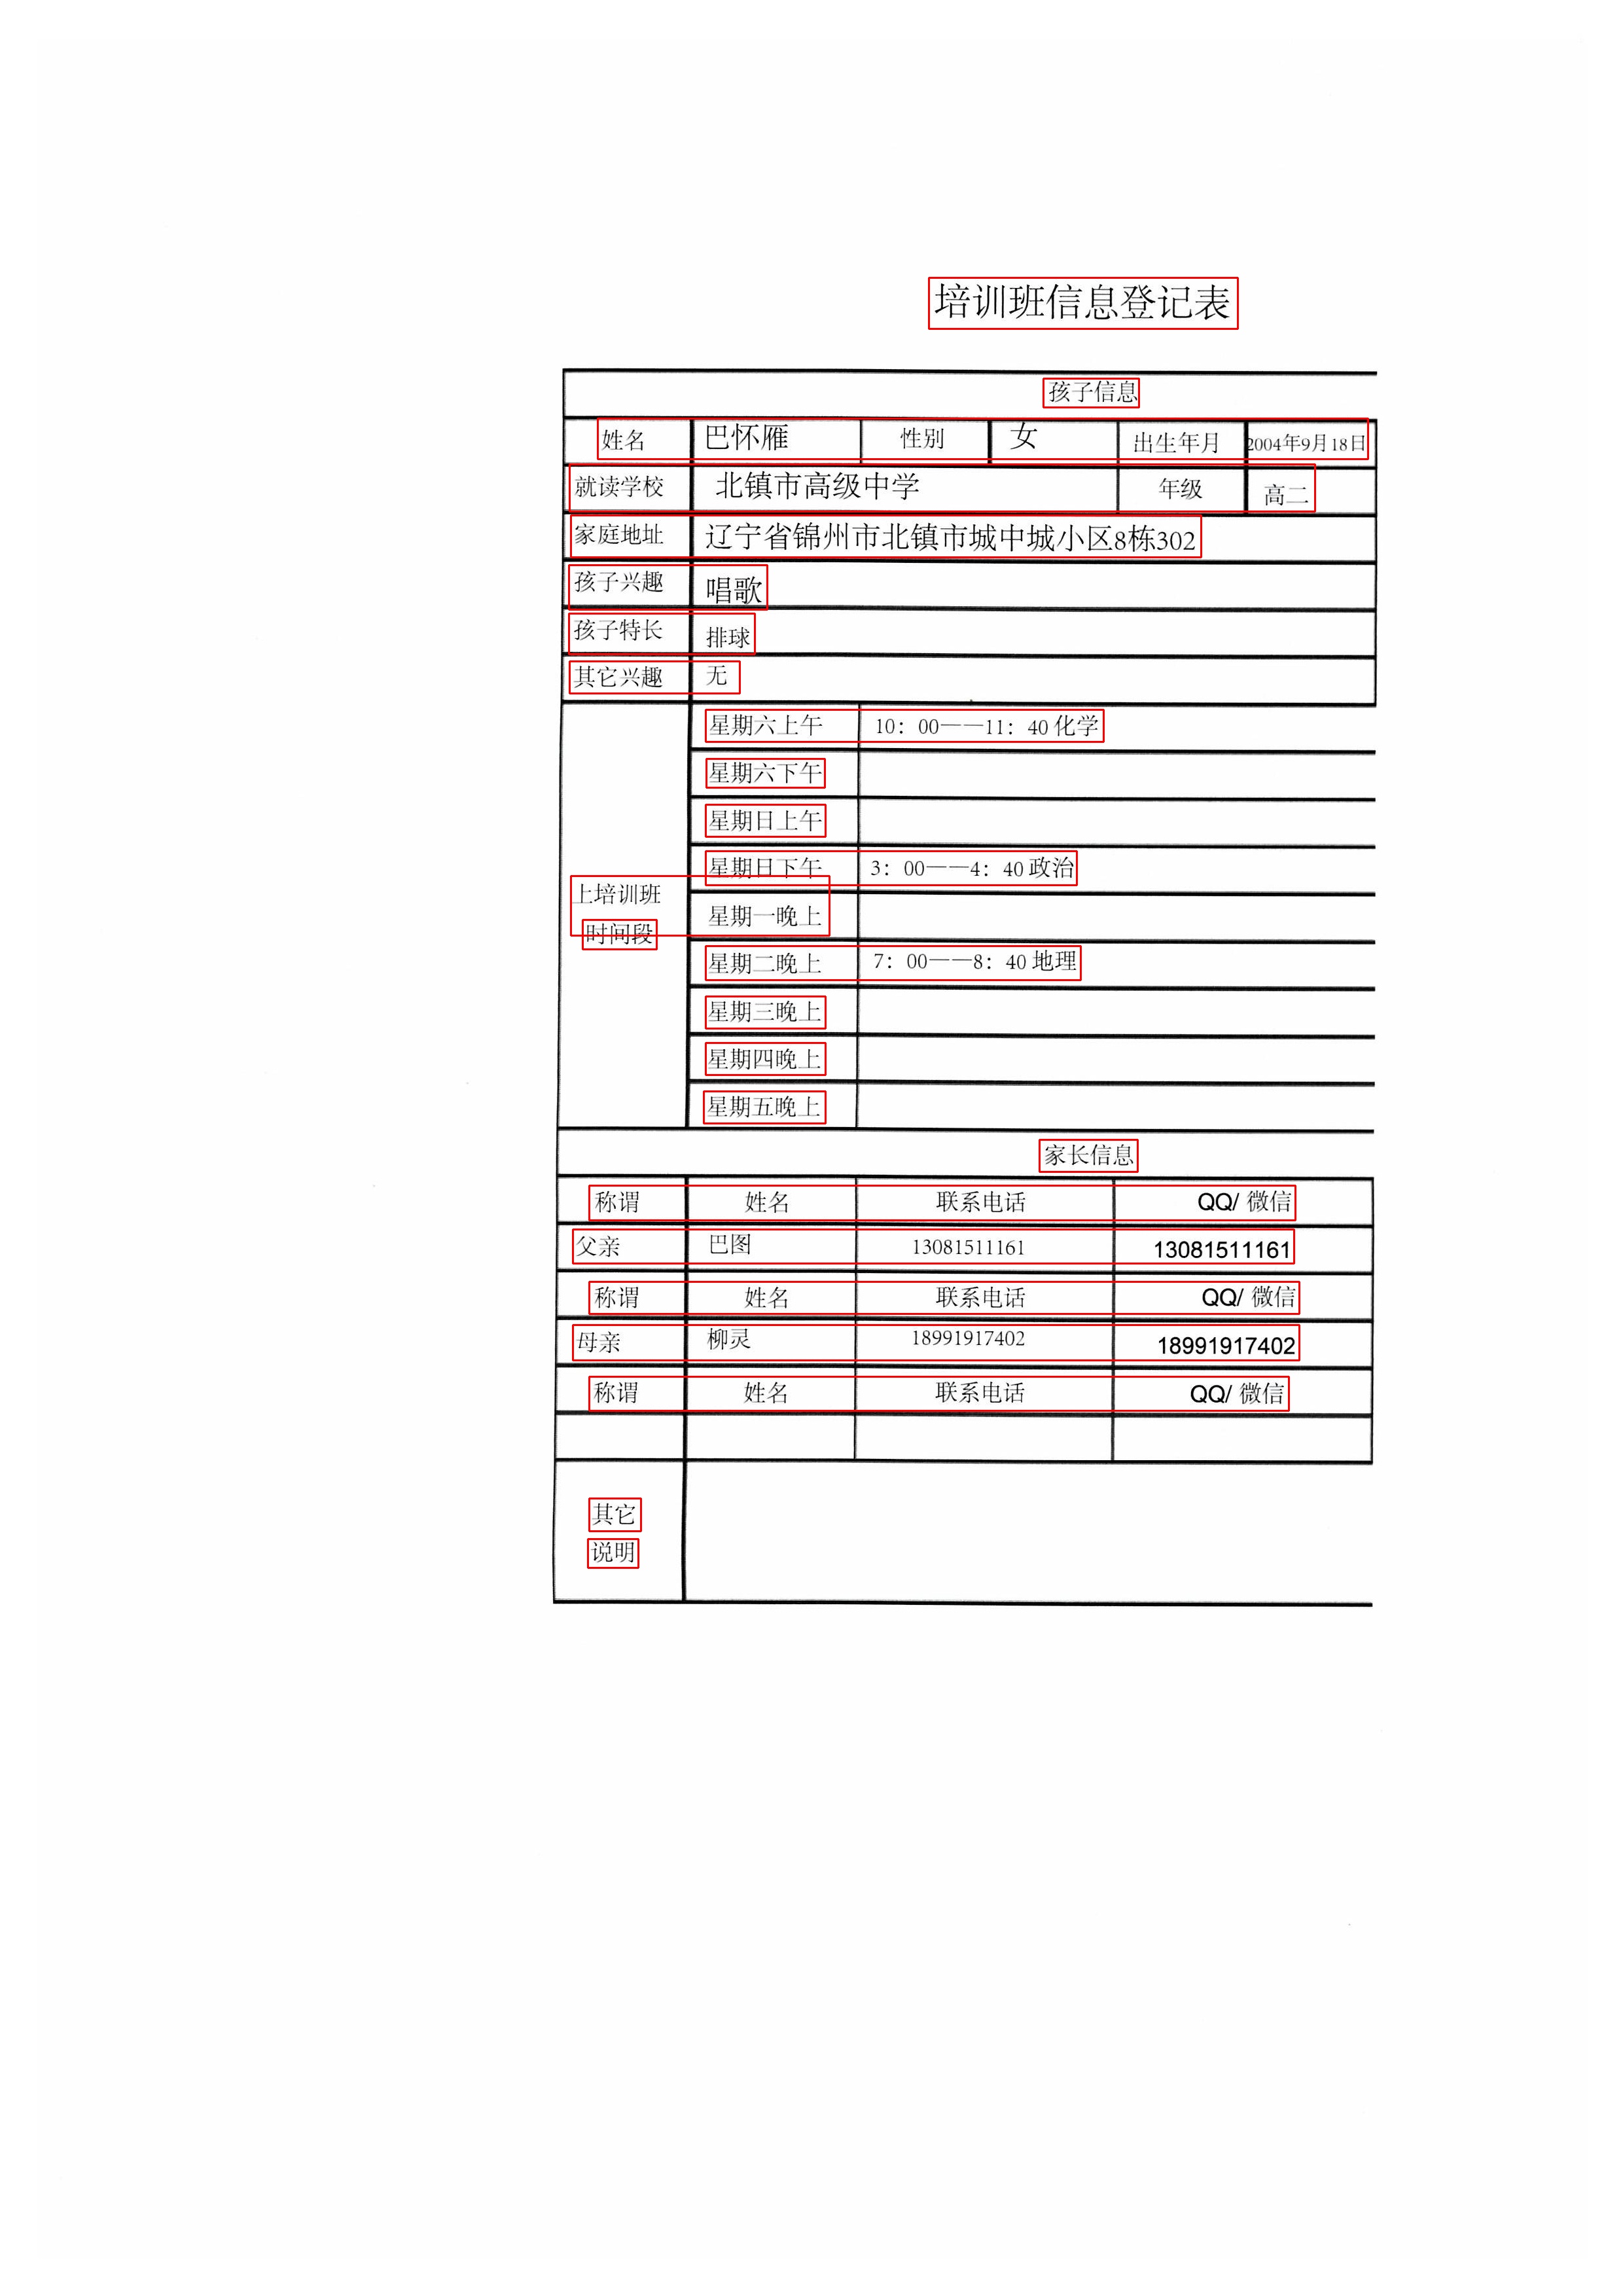 培训班信息登记表
孩子信息
姓名 巴怀雁 性别 女 出生年月 2004年9月18日
就读学校 北镇市高级中学 年级 高二
家庭地址 辽宁省锦州市北镇市城中城小区8栋302
孩子兴趣 唱歌
孩子特长 排球
其它兴趣 无
星期六上午 10：00——11：40 化学
星期六下午
星期日上午
星期日下午 3：00——4：40 政治
上培训班 星期一晚上
时间段
星期二晚上 7：00——8：40 地理
星期三晚上
星期四晚上
星期五晚上
家长信息
称谓 姓名 联系电话 QQ/ 微信
父亲 巴图 13081511161 13081511161
称谓 姓名 联系电话 QQ/ 微信
母亲 柳灵 18991917402 18991917402
称谓 姓名 联系电话 QQ/ 微信
其它
说明